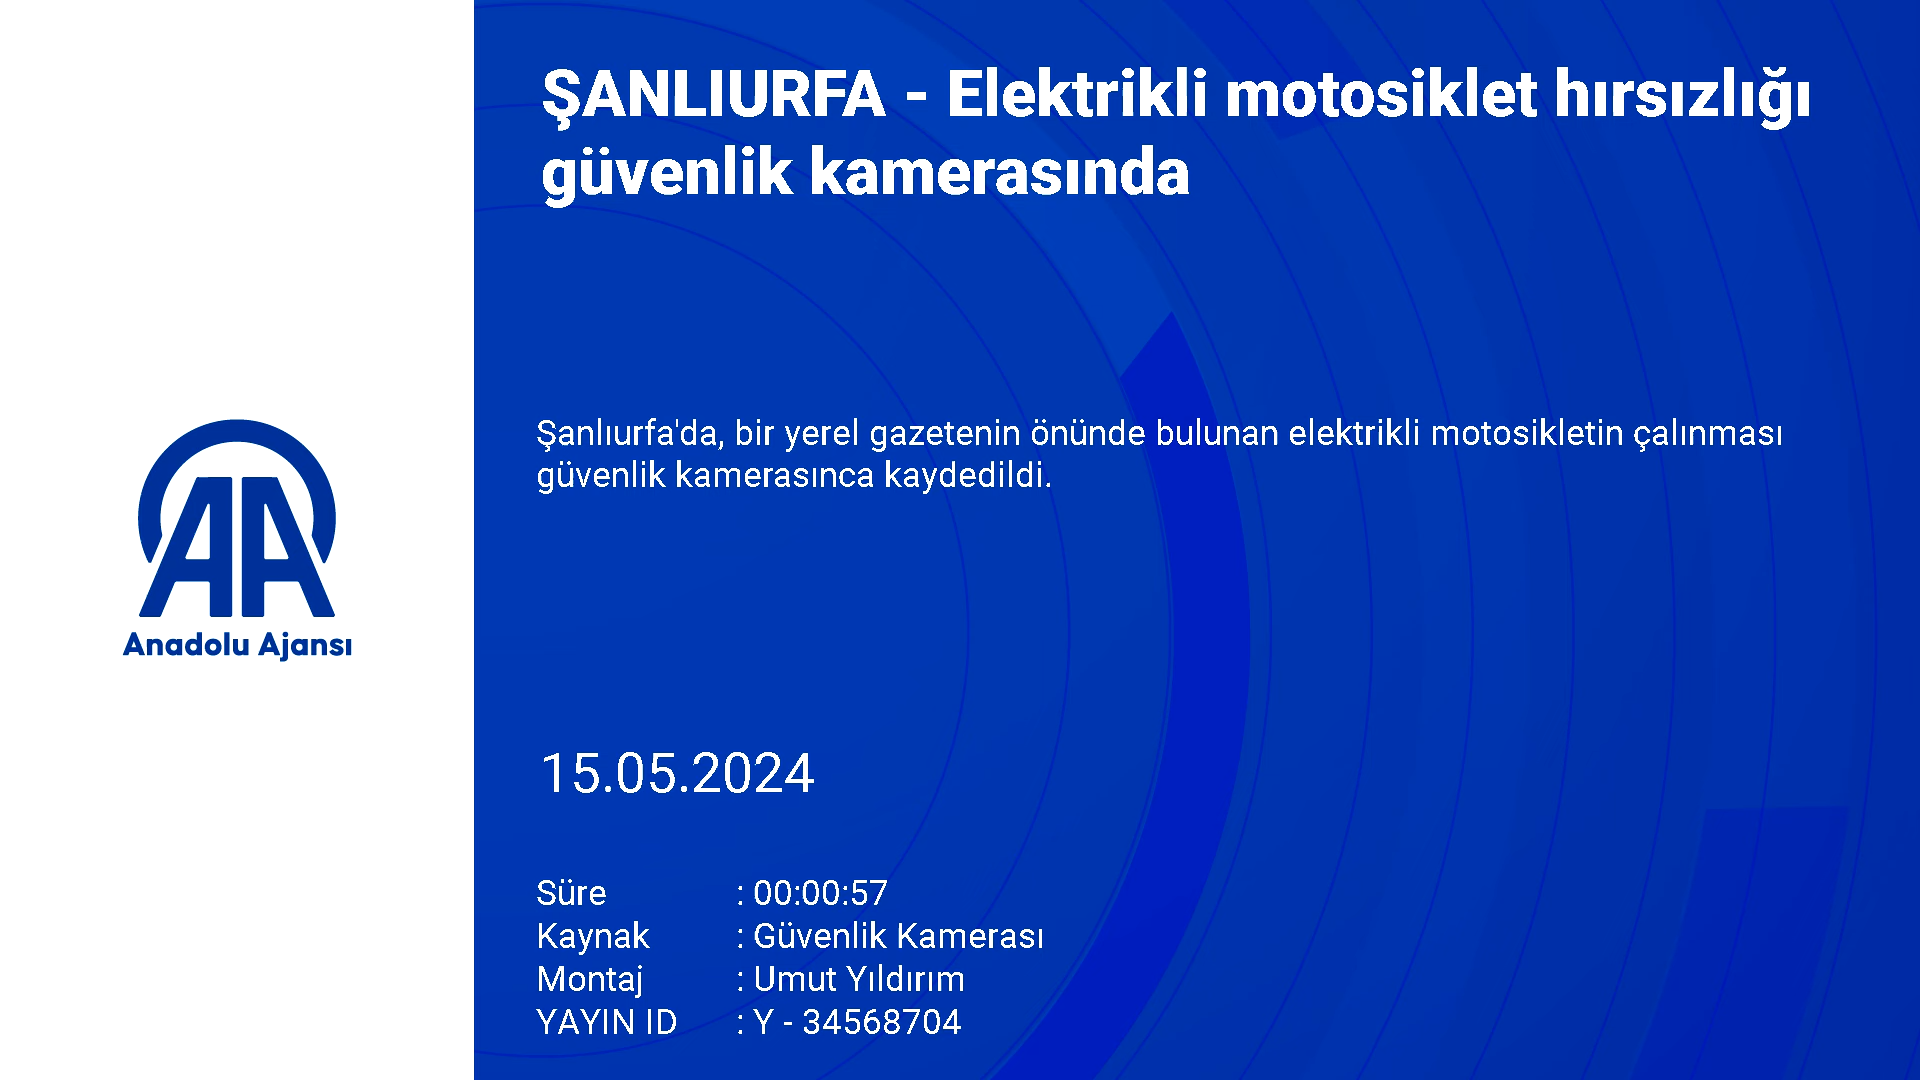 ŞANLIURFA - Elektrikli motosiklet hırsızlığı
güvenlik kamerasında
Şanlıurfa'da, bir yerel gazetenin önünde bulunan elektrikli motosikletin çalınması
güvenlik kamerasınca kaydedildi.
AA
Anadolu Ajansı
15.05.2024
Süre : 00:00:57
Kaynak : Güvenlik Kamerası
Montaj : Umut Yıldırım
YAYIN ID : Y - 34568704